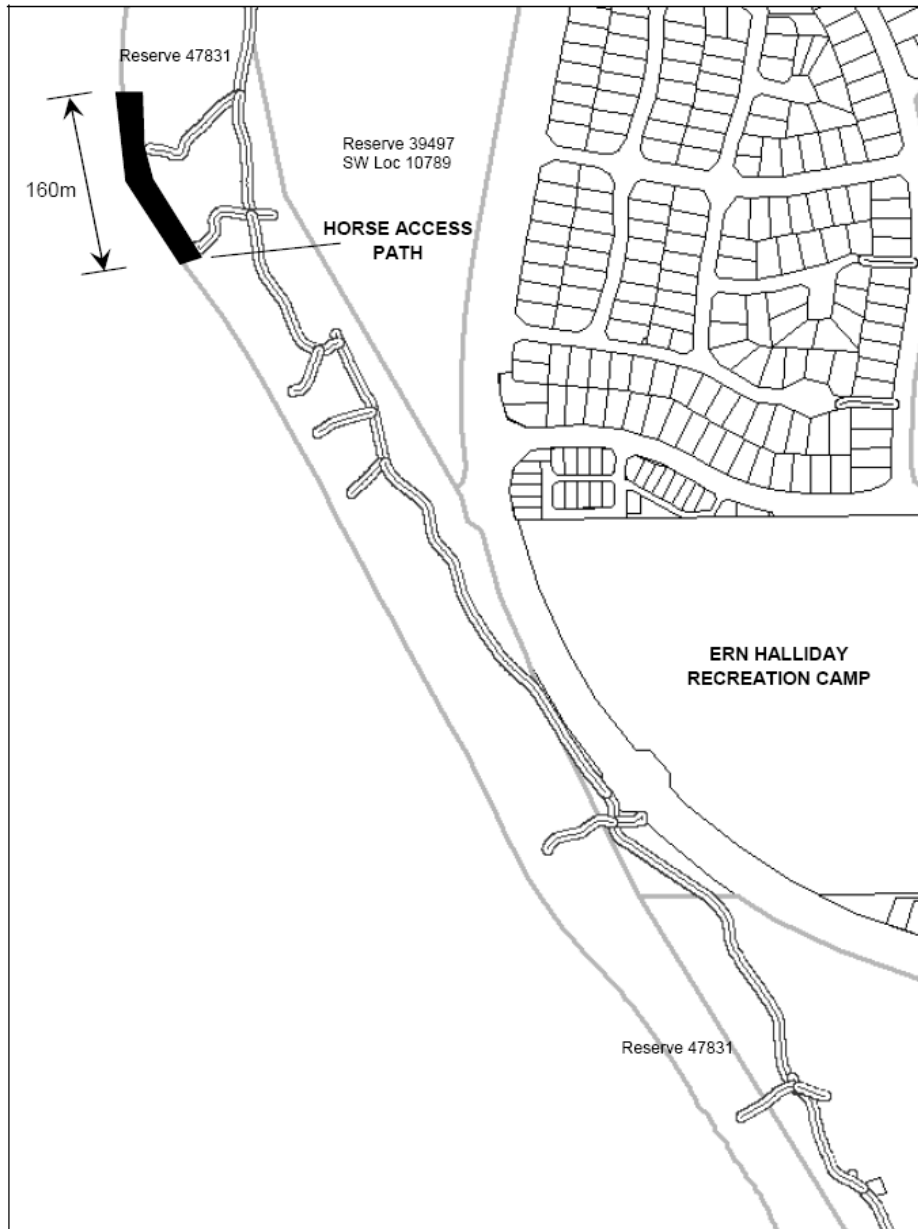 Reserve 47831
160m
Reserve 39497
SW Loc 10789
HORSE ACCESS
PATH
ERN HALLIDAY
RECREATION CAMP
Reserve 47831